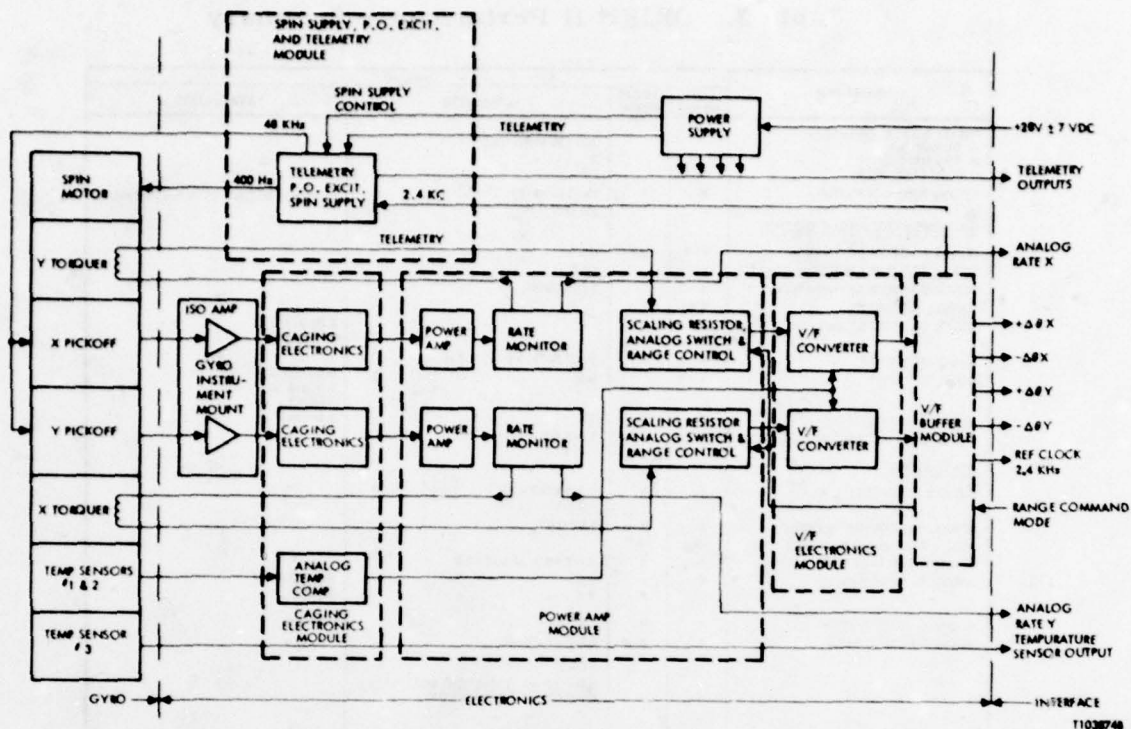 SPIN SUPPLY, P.O. EXCIT,
AND TELEMETRY
MODULE
SPIN SUPPLY
CONTROL
48 KHz
TELEMETRY
POWER
SUPPLY
+28V ± 7 VDC
SPIN
MOTOR
400 Hz
TELEMETRY
P.O. EXCIT,
SPIN SUPPLY
2.4 KC
TELEMETRY
OUTPUTS
TELEMETRY
Y TORQUER
ANALOG
RATE X
ISO AMP
X PICKOFF
GYRO
INSTRU-
MENT
MOUNT
CAGING
ELECTRONICS
POWER
AMP
RATE
MONITOR
SCALING RESISTOR,
ANALOG SWITCH &
RANGE CONTROL
V/F
CONVERTER
+Δθ X
-Δθ X
+Δθ Y
-Δθ Y
Y PICKOFF
CAGING
ELECTRONICS
POWER
AMP
RATE
MONITOR
SCALING RESISTOR
ANALOG SWITCH &
RANGE CONTROL
V/F
CONVERTER
V/F
BUFFER
MODULE
REF CLOCK
2.4 KHz
X TORQUER
RANGE COMMAND
MODE
V/F
ELECTRONICS
MODULE
TEMP SENSORS
#1 & 2
ANALOG
TEMP
COMP
CAGING
ELECTRONICS
MODULE
POWER AMP
MODULE
TEMP SENSOR
#3
ANALOG
RATE Y
TEMPURATURE
SENSOR OUTPUT
GYRO
ELECTRONICS
INTERFACE
T1038746